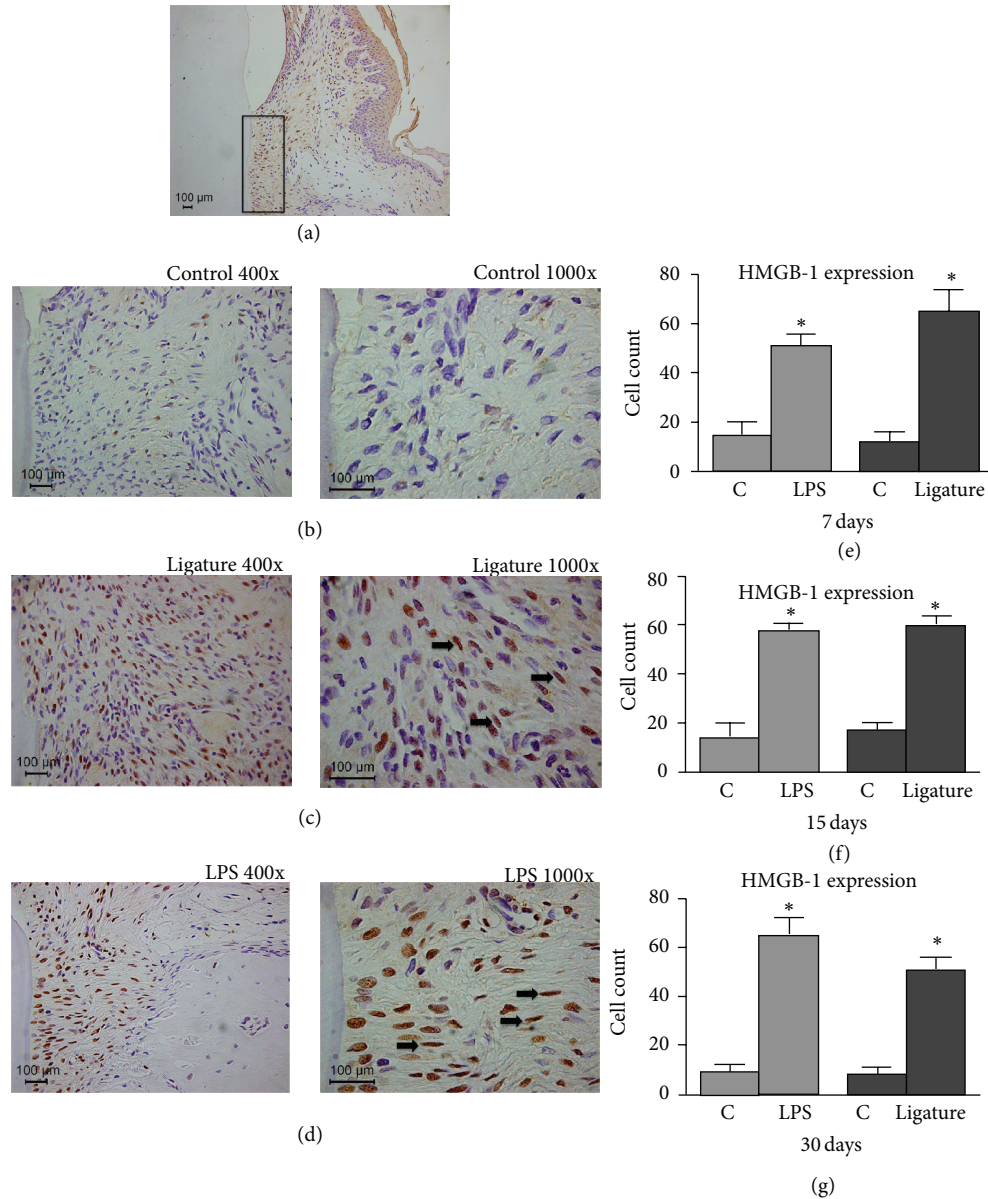 100 µm
(a)
Control 400x
Control 1000x
100 µm
100 µm
(b)
Ligature 400x
Ligature 1000x
100 µm
100 µm
(c)
LPS 400x
LPS 1000x
100 µm
100 µm
(d)
HMGB-1 expression
Cell count
80
60
40
20
0
*
*
C
LPS
C
Ligature
7 days
(e)
HMGB-1 expression
Cell count
80
60
40
20
0
*
*
C
LPS
C
Ligature
15 days
(f)
HMGB-1 expression
Cell count
80
60
40
20
0
*
*
C
LPS
C
Ligature
30 days
(g)